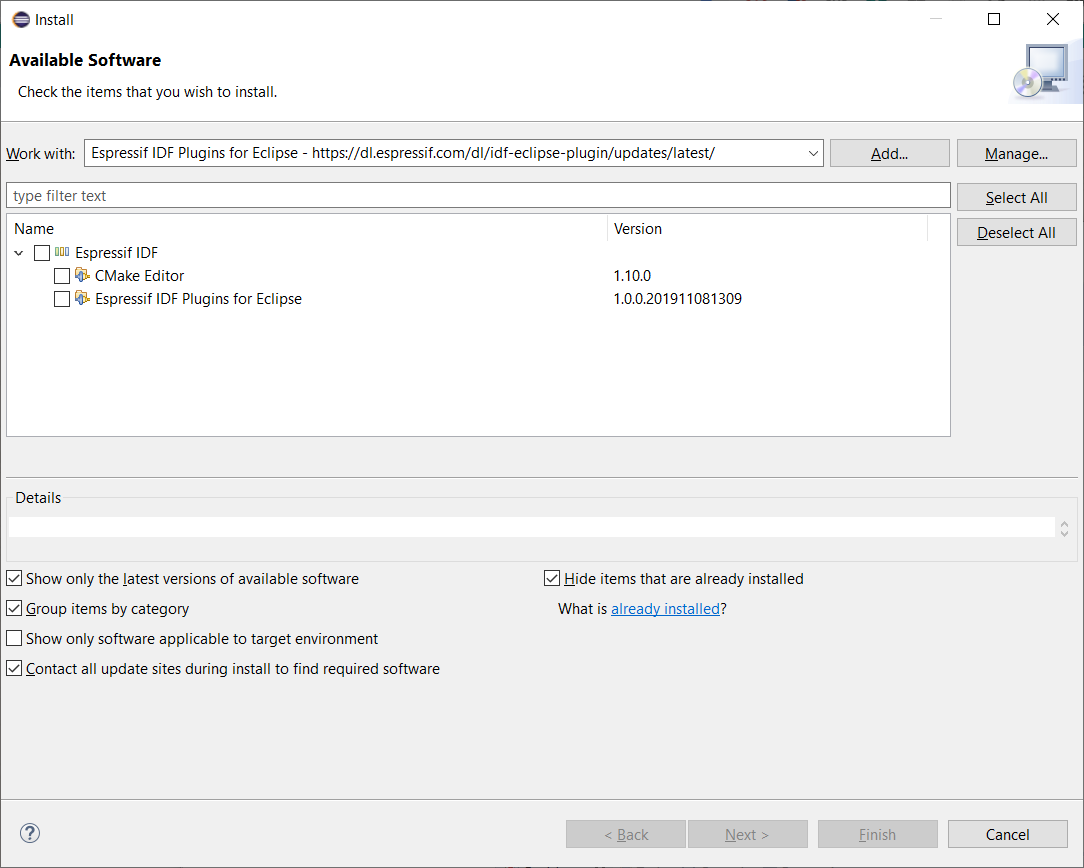 Install
Available Software
Check the items that you wish to install.
Work with: Espressif IDF Plugins for Eclipse - https://dl.espressif.com/dl/idf-eclipse-plugin/updates/latest/ Add... Manage...
type filter text Select All
Deselect All
Name Version
Espressif IDF
CMake Editor 1.10.0
Espressif IDF Plugins for Eclipse 1.0.0.201911081309
Details
Show only the latest versions of available software Hide items that are already installed
Group items by category What is already installed?
Show only software applicable to target environment
Contact all update sites during install to find required software
? < Back Next > Finish Cancel